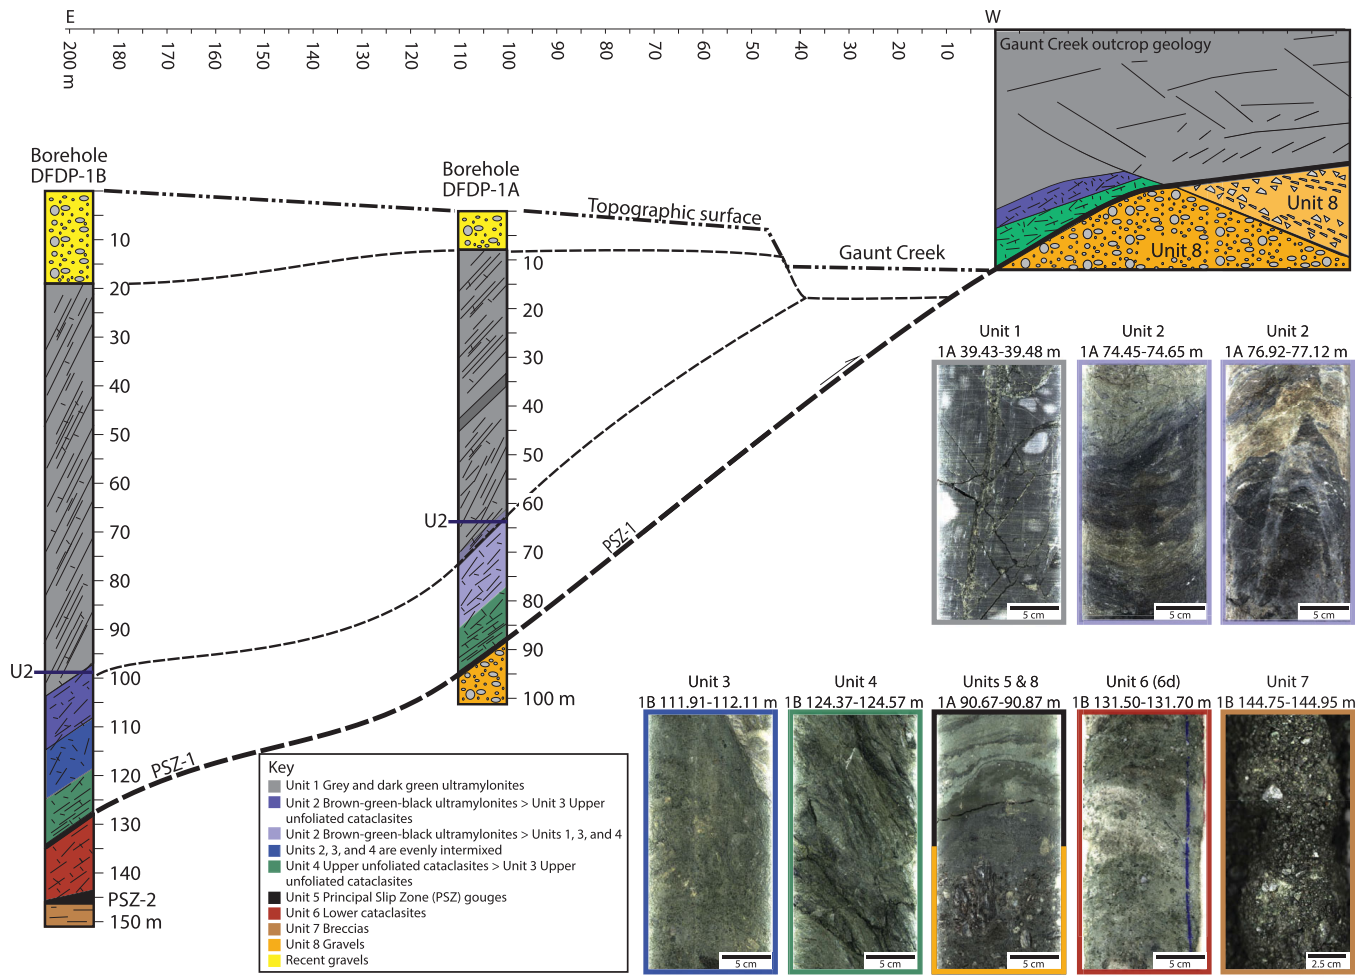 E
W
200 m
180
170
160
150
140
130
120
110
100
90
80
70
60
50
40
30
20
10
Gaunt Creek outcrop geology
Unit 8
Unit 8
Borehole
DFDP-1B
Borehole
DFDP-1A
Topographic surface
Gaunt Creek
10
20
30
40
50
60
70
80
90
100
110
120
130
140
150 m
U2
PSZ-2
10
20
30
40
50
60
70
80
90
100 m
U2
PSZ-1
PSZ-1
Unit 1
1A 39.43-39.48 m
5 cm
Unit 2
1A 74.45-74.65 m
5 cm
Unit 2
1A 76.92-77.12 m
5 cm
Unit 3
1B 111.91-112.11 m
5 cm
Unit 4
1B 124.37-124.57 m
5 cm
Units 5 & 8
1A 90.67-90.87 m
5 cm
Unit 6 (6d)
1B 131.50-131.70 m
5 cm
Unit 7
1B 144.75-144.95 m
2.5 cm
Key
Unit 1 Grey and dark green ultramylonites
Unit 2 Brown-green-black ultramylonites > Unit 3 Upper
unfoliated cataclasites
Unit 2 Brown-green-black ultramylonites > Units 1, 3, and 4
Units 2, 3, and 4 are evenly intermixed
Unit 4 Upper unfoliated cataclasites > Unit 3 Upper
unfoliated cataclasites
Unit 5 Principal Slip Zone (PSZ) gouges
Unit 6 Lower cataclasites
Unit 7 Breccias
Unit 8 Gravels
Recent gravels